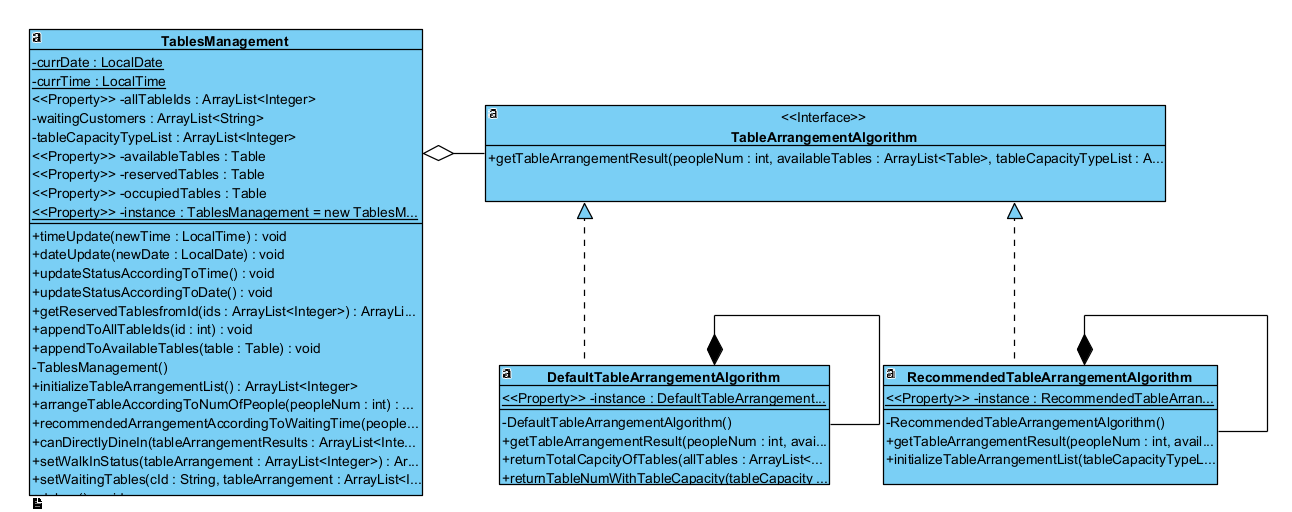 TablesManagement
-currDate : LocalDate
-currTime : LocalTime
<<Property>> -allTableIds : ArrayList<Integer>
-waitingCustomers : ArrayList<String>
-tableCapacityTypeList : ArrayList<Integer>
<<Property>> -availableTables : Table
<<Property>> -reservedTables : Table
<<Property>> -occupiedTables : Table
<<Property>> -instance : TablesManagement = new TablesM...
+timeUpdate(newTime : LocalTime) : void
+dateUpdate(newDate : LocalDate) : void
+updateStatusAccordingToTime() : void
+updateStatusAccordingToDate() : void
+getReservedTablesfromId(ids : ArrayList<Integer>) : ArrayLi...
+appendToAllTableIds(id : int) : void
+appendToAvailableTables(table : Table) : void
-TablesManagement()
+initializeTableArrangementList() : ArrayList<Integer>
+arrangeTableAccordingToNumOfPeople(peopleNum : int) : ...
+recommendedArrangementAccordingToWaitingTime(people...
+canDirectlyDineIn(tableArrangementResults : ArrayList<Inte...
+setWalkInStatus(tableArrangement : ArrayList<Integer>) : Ar...
+setWaitingTables(cId : String, tableArrangement : ArrayList<I...
<<Interface>>
TableArrangementAlgorithm
+getTableArrangementResult(peopleNum : int, availableTables : ArrayList<Table>, tableCapacityTypeList : A...
DefaultTableArrangementAlgorithm
<<Property>> -instance : DefaultTableArrangement...
-DefaultTableArrangementAlgorithm()
+getTableArrangementResult(peopleNum : int, avai...
+returnTotalCapcityOfTables(allTables : ArrayList<...
+returnTableNumWithTableCapacity(tableCapacity ...
RecommendedTableArrangementAlgorithm
<<Property>> -instance : RecommendedTableArran...
-RecommendedTableArrangementAlgorithm()
+getTableArrangementResult(peopleNum : int, avail...
+initializeTableArrangementList(tableCapacityTypeL...